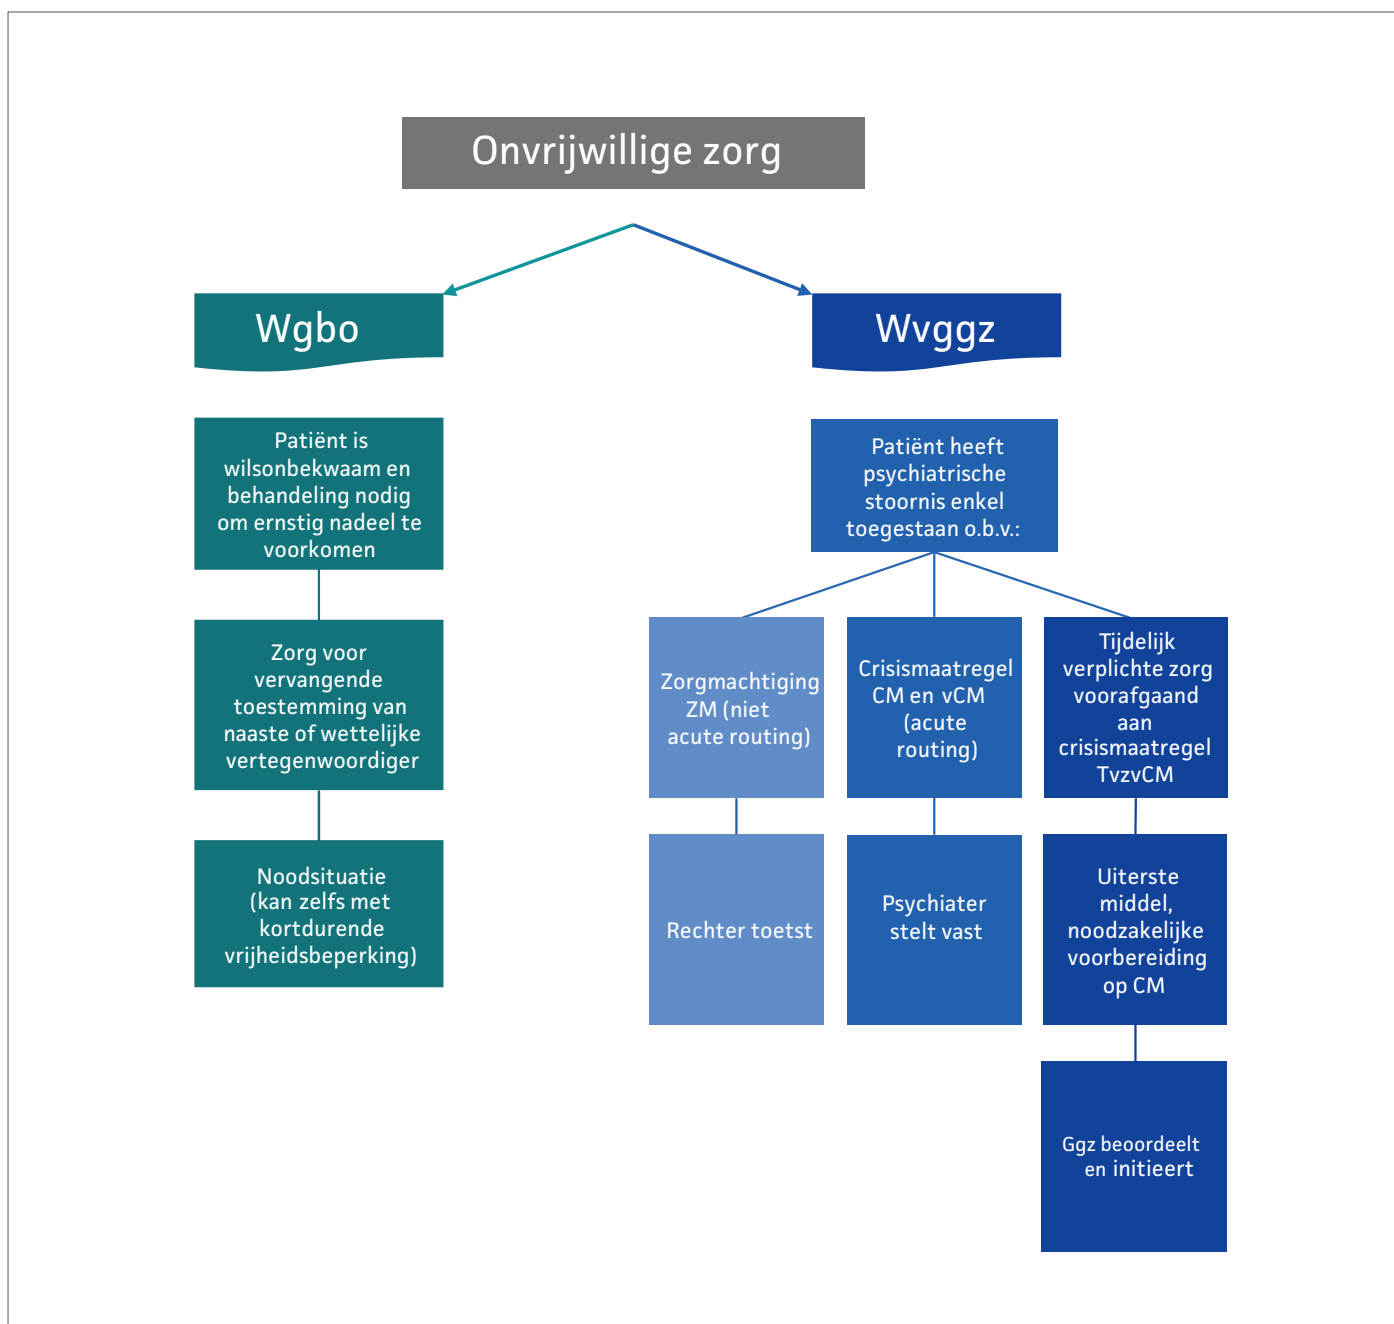 Onvrijwillige zorg
Wgbo
Wvggz
Patiënt is
wilsonbekwaam en
behandeling nodig
om ernstig nadeel te
voorkomen
Zorg voor
vervangende
toestemming van
naaste of wettelijke
vertegenwoordiger
Noodsituatie
(kan zelfs met
kortdurende
vrijheidsbeperking)
Patiënt heeft
psychiatrische
stoornis enkel
toegestaan o.b.v.:
Zorgmachtiging
ZM (niet
acute routing)
Rechter toetst
Crisismaatregel
CM en vCM
(acute
routing)
Psychiater
stelt vast
Tijdelijk
verplichte zorg
voorafgaand
aan
crisismaatregel
TvzvCM
Uiterste
middel,
noodzakelijke
voorbereiding
op CM
Ggz beoordeelt
en initieert